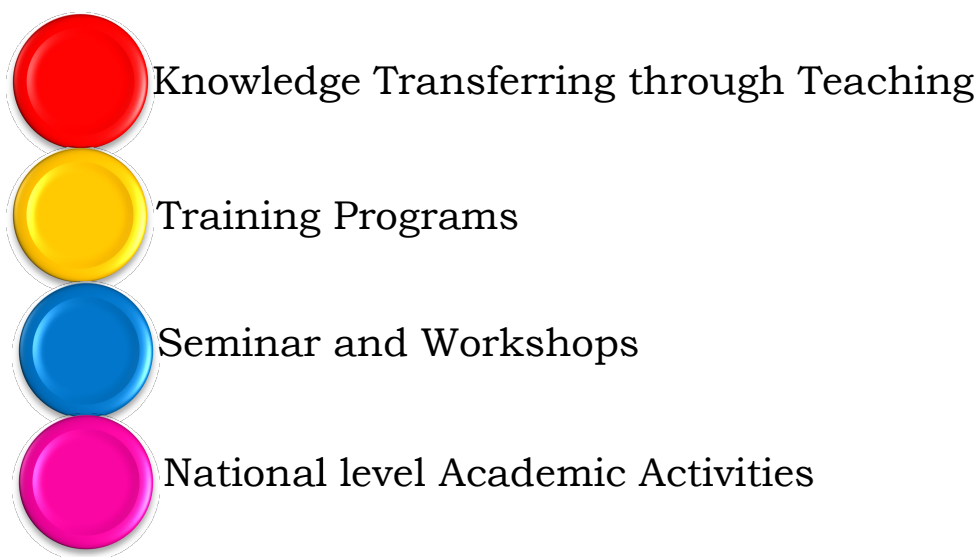 Knowledge Transferring through Teaching
Training Programs
Seminar and Workshops
National level Academic Activities